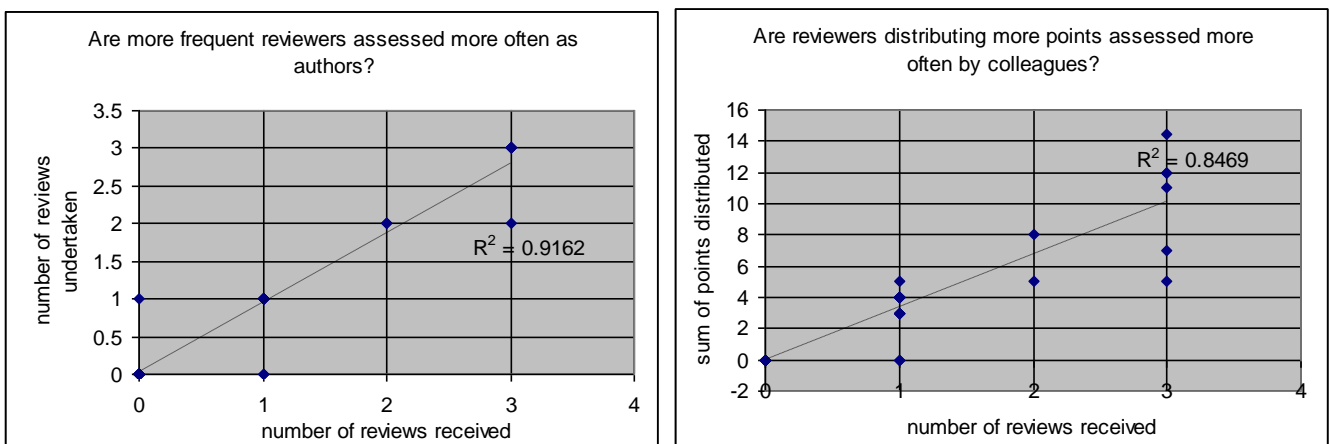 Are more frequent reviewers assessed more often as
authors?
number of reviews
undertaken
3.5
3
2.5
2
1.5
1
0.5
0
R² = 0.9162
0 1 2 3 4
number of reviews received
Are reviewers distributing more points assessed more
often by colleagues?
sum of points distributed
16
14
12
10
8
6
4
2
0
-2
R² = 0.8469
0 1 2 3 4
number of reviews received